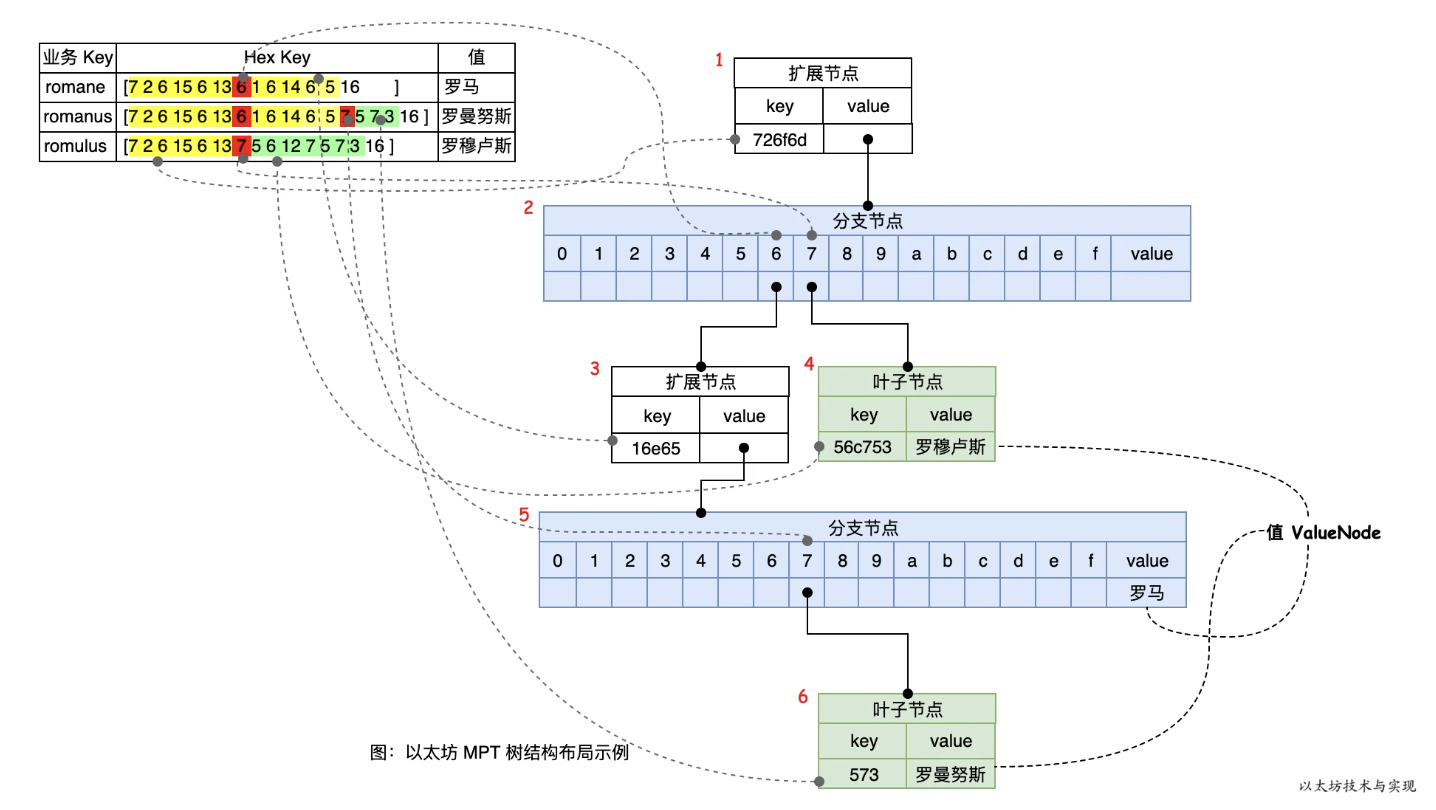 业务 Key Hex Key 值
romane [7 2 6 15 6 13 6 1 6 14 6 5 16 ] 罗马
romanus [7 2 6 15 6 13 6 1 6 14 6 5 7 5 7 3 16 ] 罗曼努斯
romulus [7 2 6 15 6 13 7 5 6 12 7 5 7 3 16 ] 罗穆卢斯
1
扩展节点
key value
726f6d
2
分支节点
0 1 2 3 4 5 6 7 8 9 a b c d e f value
3
扩展节点
key value
16e65
4
叶子节点
key value
56c753 罗穆卢斯
5
分支节点
0 1 2 3 4 5 6 7 8 9 a b c d e f value
罗马
值 ValueNode
6
叶子节点
key value
573 罗曼努斯
图：以太坊 MPT 树结构布局示例
以太坊技术与实现